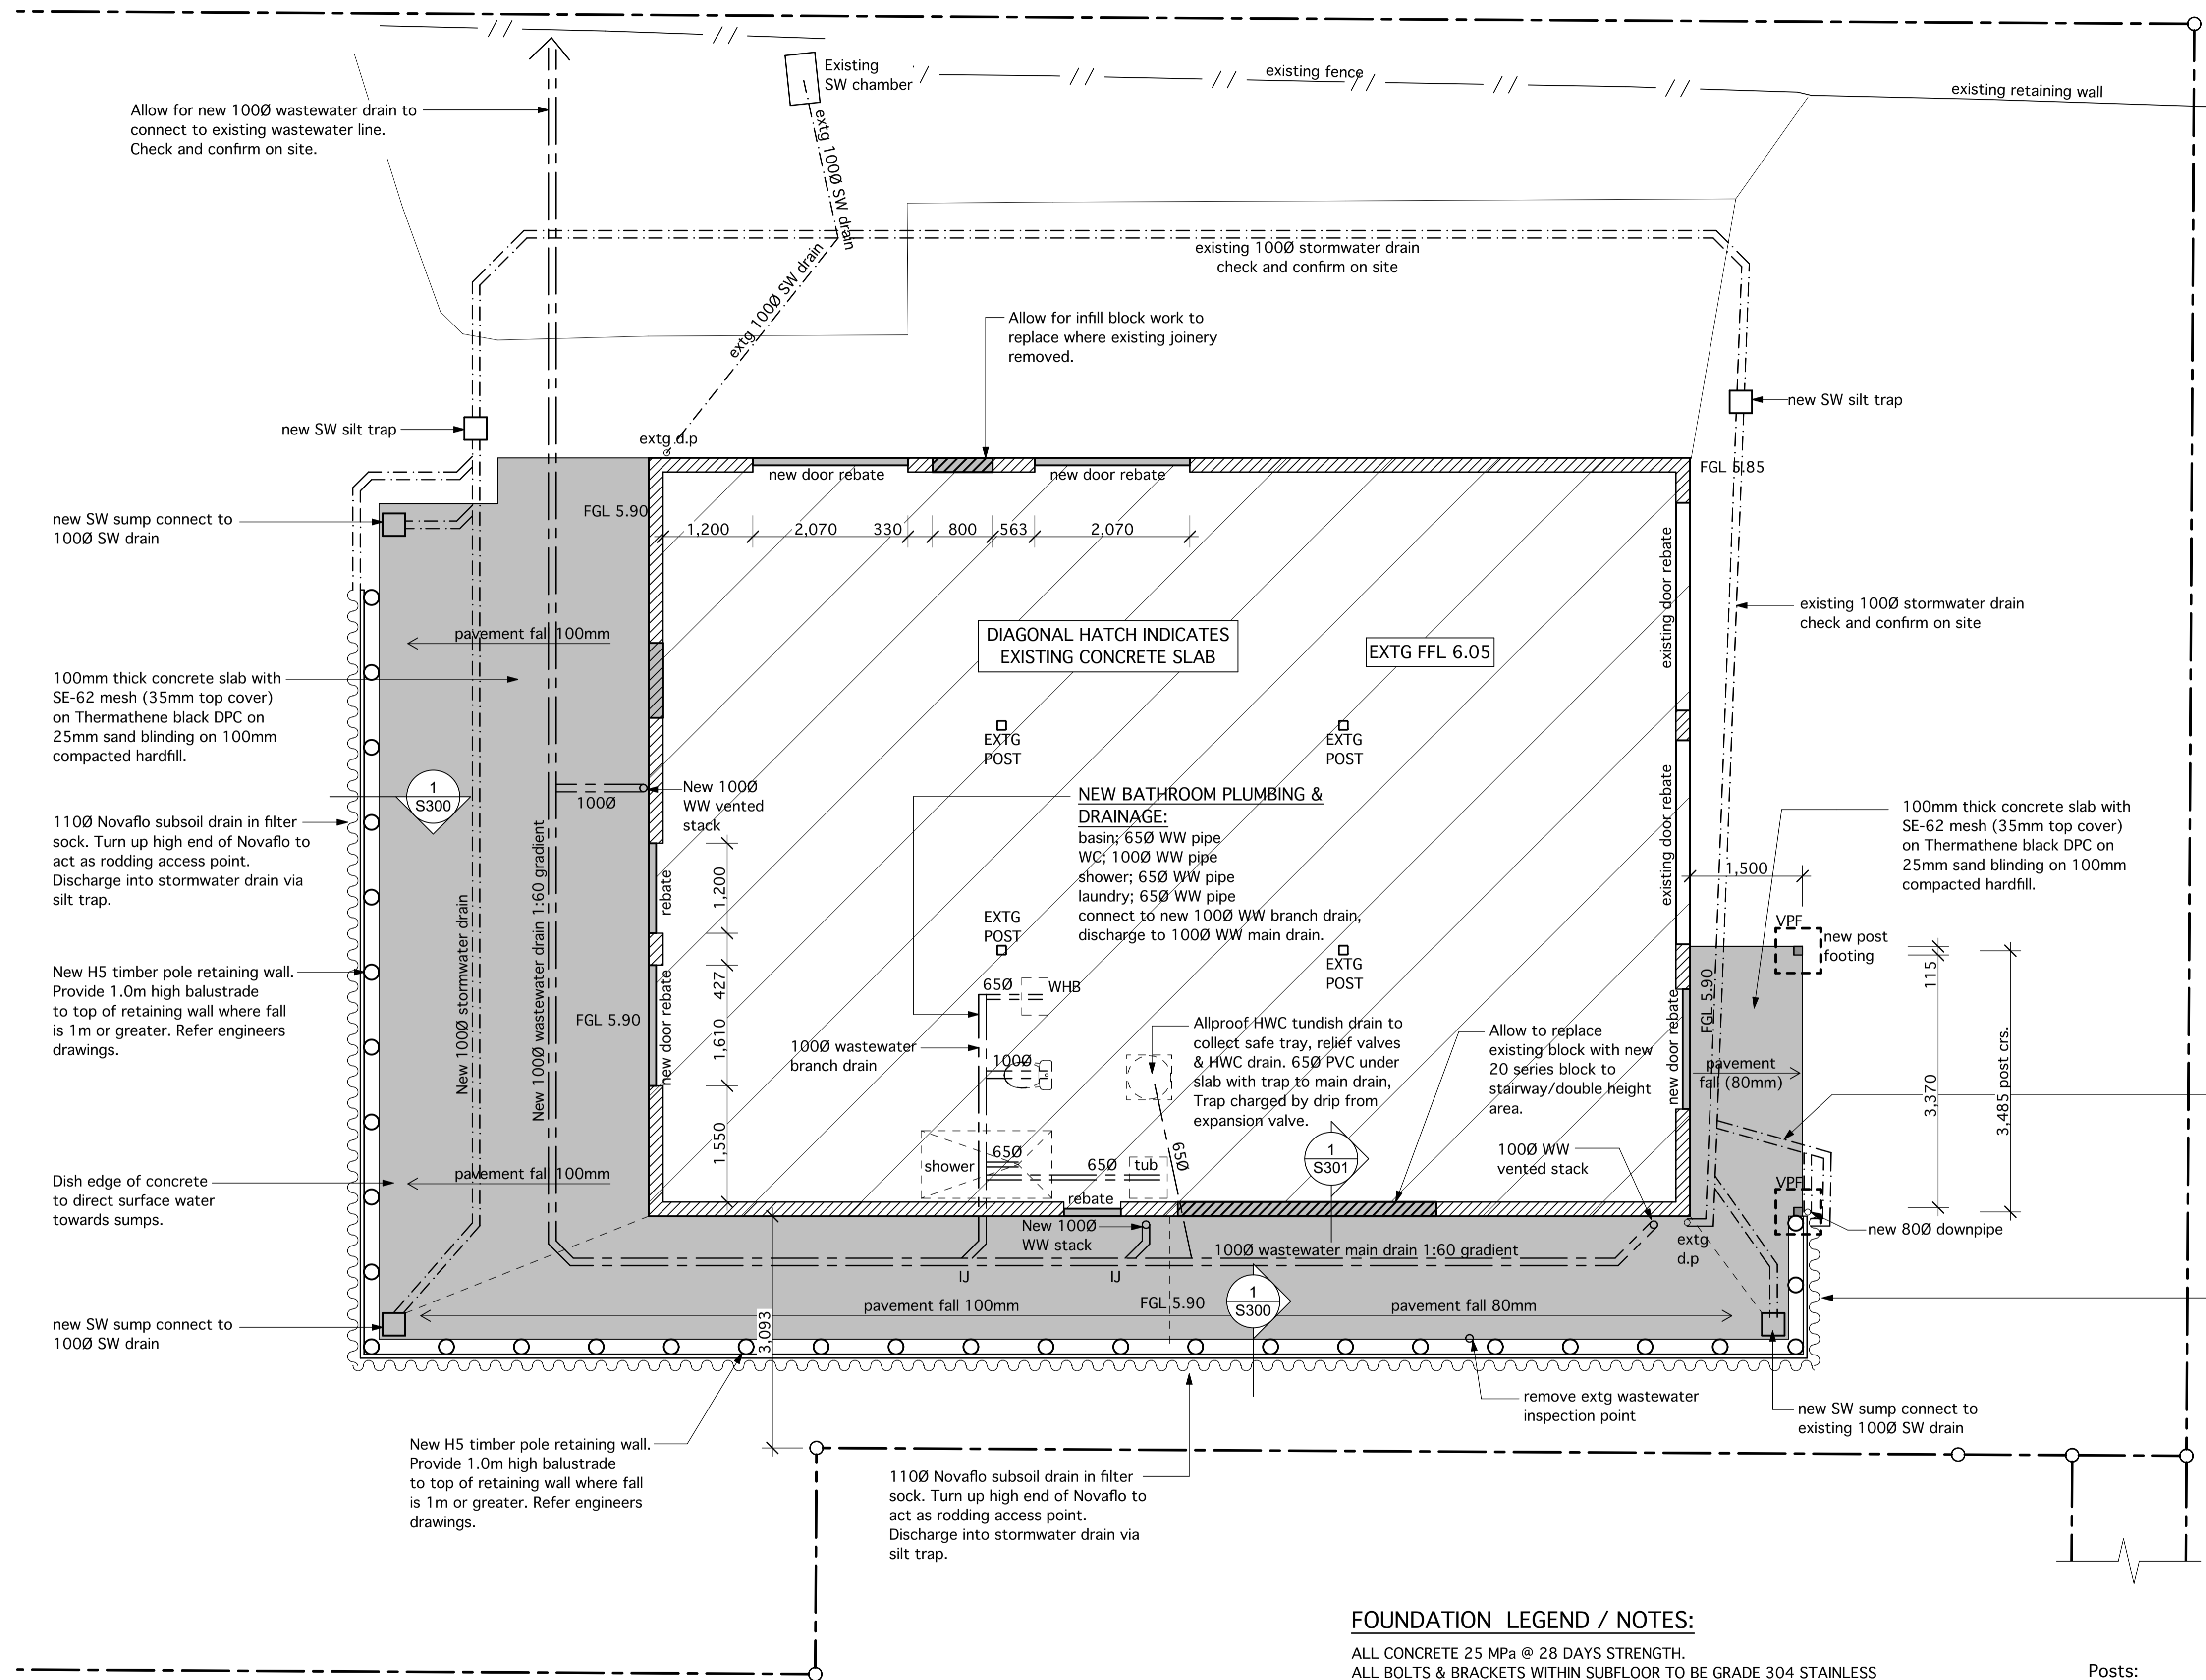 Existing
SW chamber
existing fence
existing retaining wall
Allow for new 100Ø wastewater drain to
connect to existing wastewater line.
Check and confirm on site.
extg 100Ø SW drain
extg 100Ø SW drain
existing 100Ø stormwater drain
check and confirm on site
Allow for infill block work to
replace where existing joinery
removed.
new SW silt trap
new SW silt trap
extg d.p
new door rebate
new door rebate
FGL 5.85
FGL 5.90
new SW sump connect to
100Ø SW drain
1,200
2,070
330
800
563
2,070
existing door rebate
existing 100Ø stormwater drain
check and confirm on site
pavement fall 100mm
DIAGONAL HATCH INDICATES
EXISTING CONCRETE SLAB
EXTG FFL 6.05
100mm thick concrete slab with
SE-62 mesh (35mm top cover)
on Thermathene black DPC on
25mm sand blinding on 100mm
compacted hardfill.
EXTG
POST
EXTG
POST
1
S300
100Ø
New 100Ø
WW vented
stack
NEW BATHROOM PLUMBING &
DRAINAGE:
basin; 65Ø WW pipe
WC; 100Ø WW pipe
shower; 65Ø WW pipe
laundry; 65Ø WW pipe
connect to new 100Ø WW branch drain,
discharge to 100Ø WW main drain.
existing door rebate
100mm thick concrete slab with
SE-62 mesh (35mm top cover)
on Thermathene black DPC on
25mm sand blinding on 100mm
compacted hardfill.
1,500
110Ø Novaflo subsoil drain in filter
sock. Turn up high end of Novaflo to
act as rodding access point.
Discharge into stormwater drain via
silt trap.
New 100Ø stormwater drain
New 100Ø wastewater drain 1:60 gradient
rebate
1,200
EXTG
POST
EXTG
POST
VPF
new post
footing
New H5 timber pole retaining wall.
Provide 1.0m high balustrade
to top of retaining wall where fall
is 1m or greater. Refer engineers
drawings.
FGL 5.90
new door rebate
427
1,610
1,550
65Ø
WHB
100Ø wastewater
branch drain
100Ø
Allproof HWC tundish drain to
collect safe tray, relief valves
& HWC drain. 65Ø PVC under
slab with trap to main drain,
Trap charged by drip from
expansion valve.
Allow to replace
existing block with new
20 series block to
stairway/double height
area.
new door rebate
FGL 5.90
pavement
fall (80mm)
115
3,370
3,485 post crs.
shower
65Ø
65Ø
tub
65Ø
1
S301
100Ø WW
vented stack
VPF
pavement fall 100mm
Dish edge of concrete
to direct surface water
towards sumps.
rebate
New 100Ø
WW stack
100Ø wastewater main drain 1:60 gradient
extg
d.p
new 80Ø downpipe
IJ
IJ
pavement fall 100mm
FGL 5.90
1
S300
pavement fall 80mm
new SW sump connect to
100Ø SW drain
3,093
remove extg wastewater
inspection point
new SW sump connect to
existing 100Ø SW drain
New H5 timber pole retaining wall.
Provide 1.0m high balustrade
to top of retaining wall where fall
is 1m or greater. Refer engineers
drawings.
110Ø Novaflo subsoil drain in filter
sock. Turn up high end of Novaflo to
act as rodding access point.
Discharge into stormwater drain via
silt trap.
FOUNDATION LEGEND / NOTES:
ALL CONCRETE 25 MPa @ 28 DAYS STRENGTH.
ALL BOLTS & BRACKETS WITHIN SUBFLOOR TO BE GRADE 304 STAINLESS
Posts: